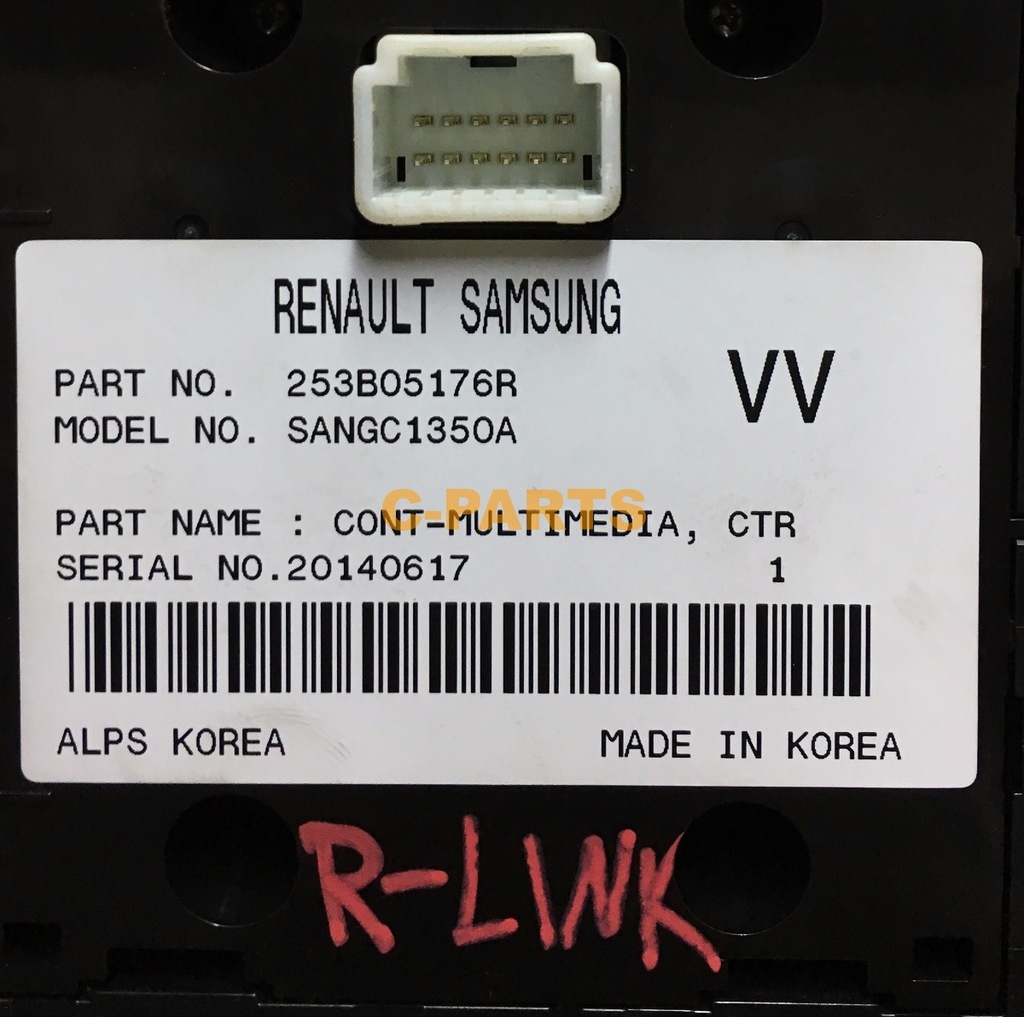 RENAULT SAMSUNG
PART NO. 253B05176R
VV
MODEL NO. SANGC1350A
C-PARTS
PART NAME : CONT-MULTIMEDIA, CTR
SERIAL NO.20140617 1
ALPS KOREA MADE IN KOREA
R-LINK